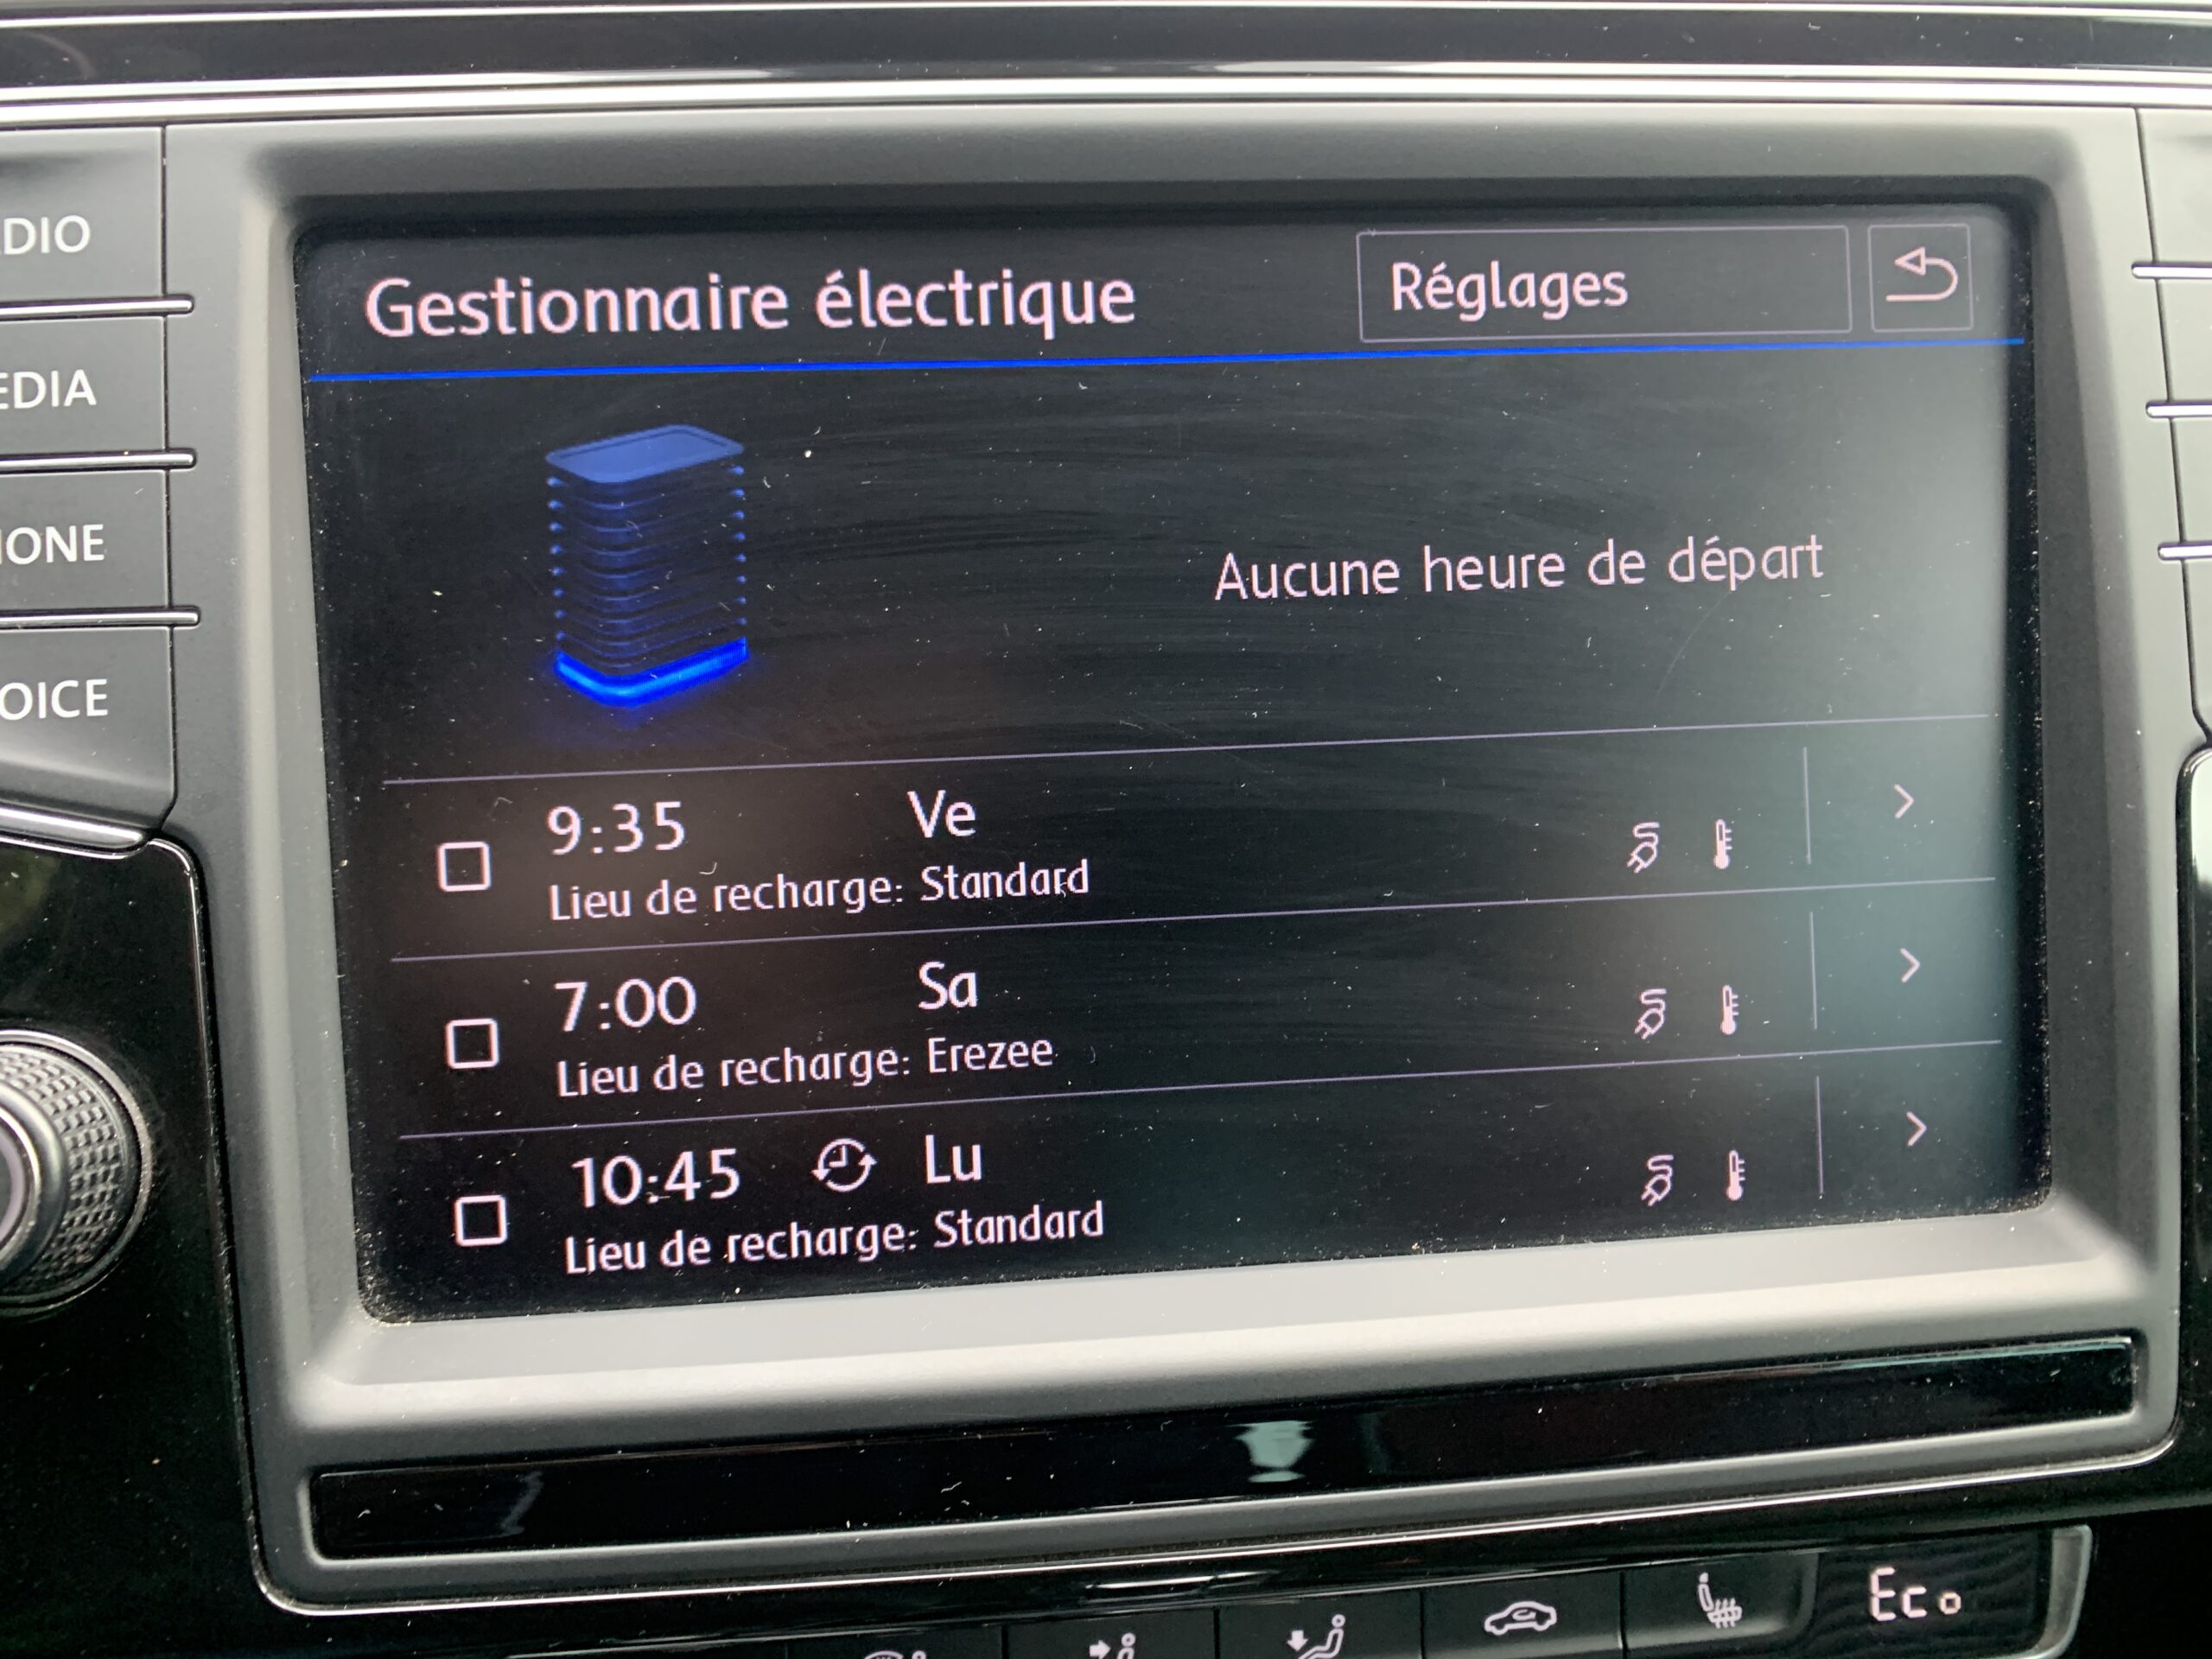 Gestionnaire électrique
Réglages
DIO
EDIA
IONE
OICE
Aucune heure de départ
9:35 Ve
Lieu de recharge: Standard
7:00 Sa
Lieu de recharge: Erezee
10:45 Lu
Lieu de recharge: Standard
Eco